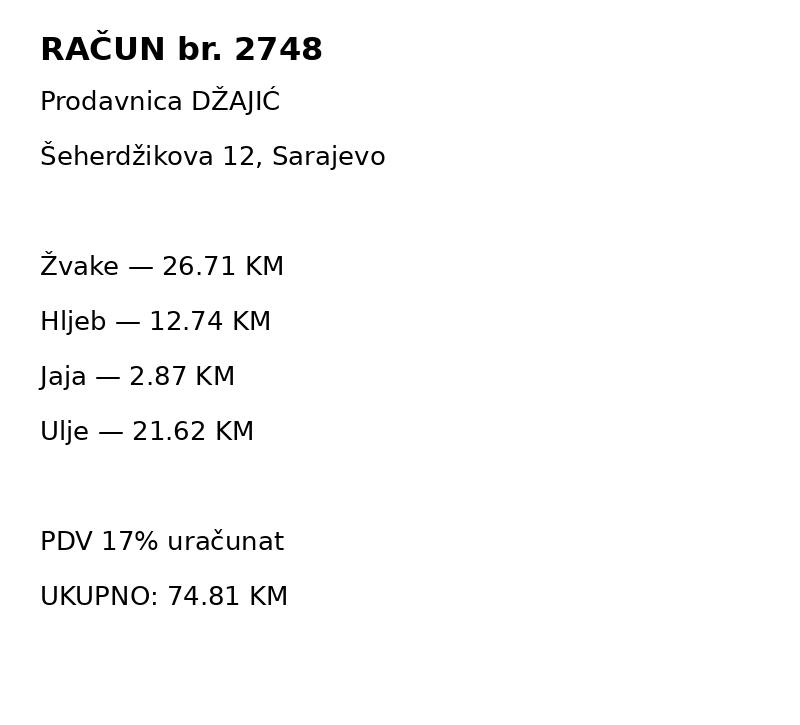 RAČUN br. 2748
Prodavnica DŽAJIĆ
Šeherdžikova 12, Sarajevo
Žvake — 26.71 KM
Hljeb — 12.74 KM
Jaja — 2.87 KM
Ulje — 21.62 KM
PDV 17% uračunat
UKUPNO: 74.81 KM